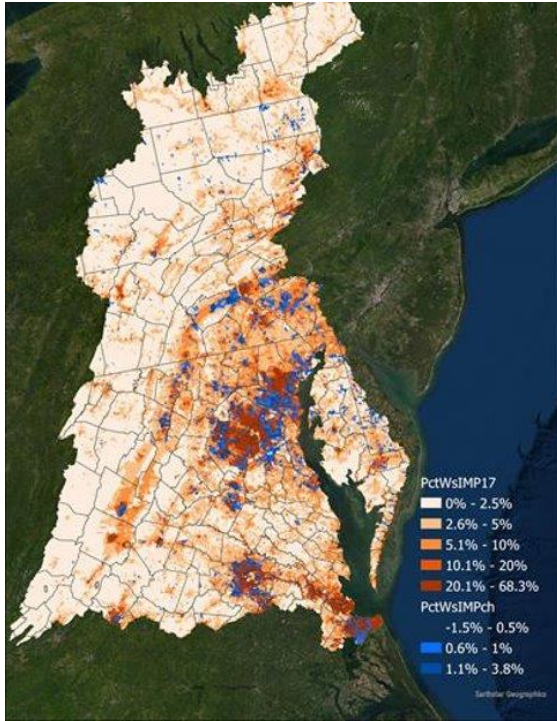 PctWsIMP17
0% - 2.5%
2.6% - 5%
5.1% - 10%
10.1% - 20%
20.1% - 68.3%
PctWsIMPch
-1.5% - 0.5%
0.6% - 1%
1.1% - 3.8%
Earthstar Geographics